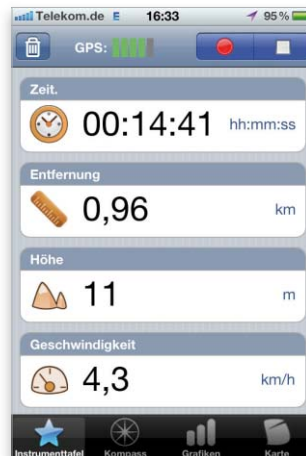 Telekom.de E 16:33 95 %
GPS:
Zeit.
00:14:41 hh:mm:ss
Entfernung
0,96 km
Höhe
11 m
Geschwindigkeit
4,3 km/h
Instrumenttafel Kompass Grafiken Karte